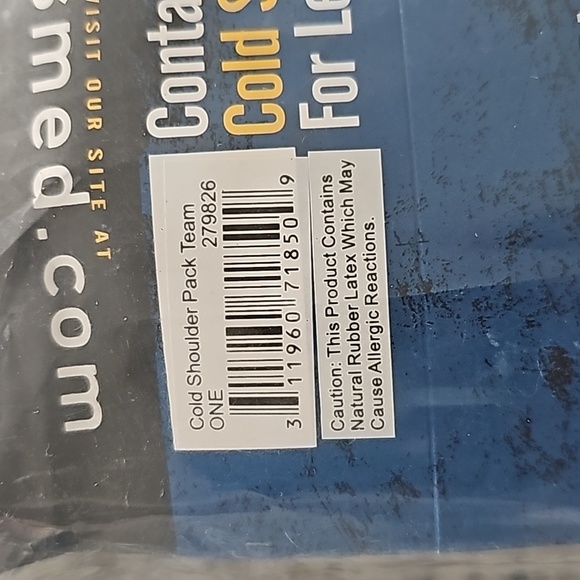 VISIT OUR SITE AT
med.com
Conta
Cold S
For Le
Cold Shoulder Pack Team
ONE 279826
3 11960 71850 9
Caution: This Product Contains
Natural Rubber Latex Which May
Cause Allergic Reactions.